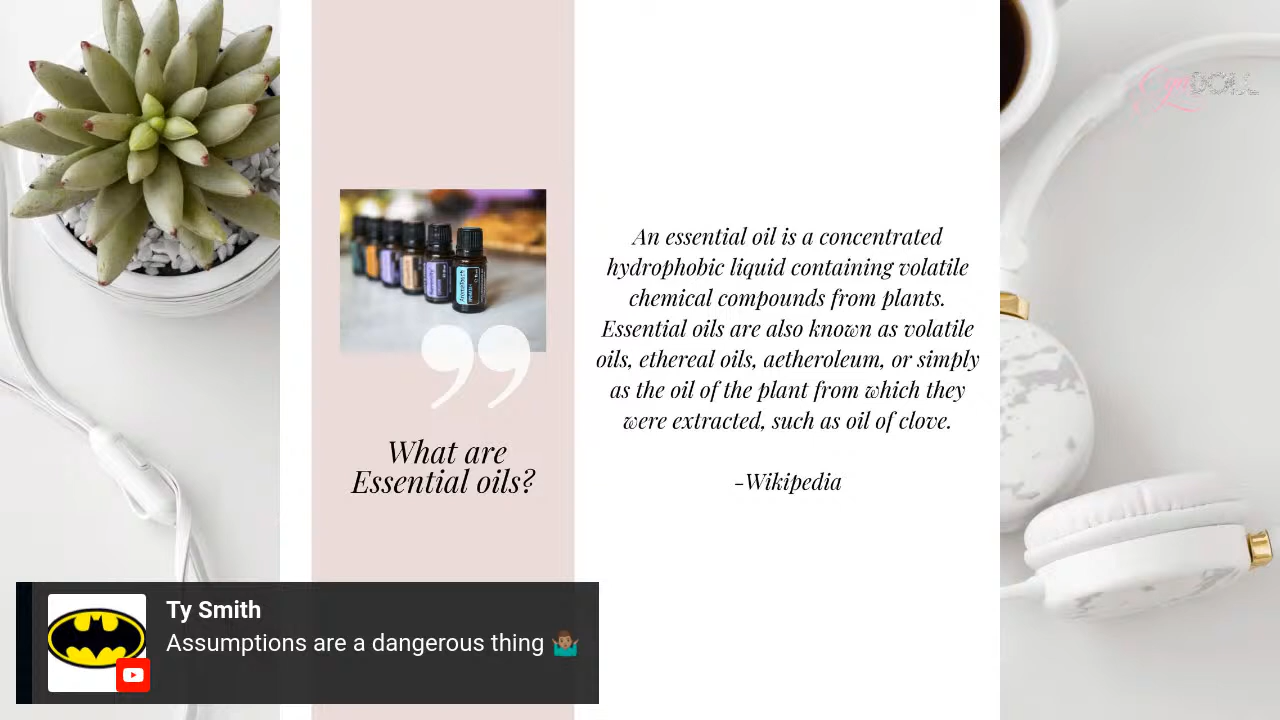 An essential oil is a concentrated
hydrophobic liquid containing volatile
chemical compounds from plants.
Essential oils are also known as volatile
oils, ethereal oils, aetheroleum, or simply
as the oil of the plant from which they
were extracted, such as oil of clove.
-Wikipedia
”
What are
Essential oils?
Ty Smith
Assumptions are a dangerous thing 🤷🏽‍♂️